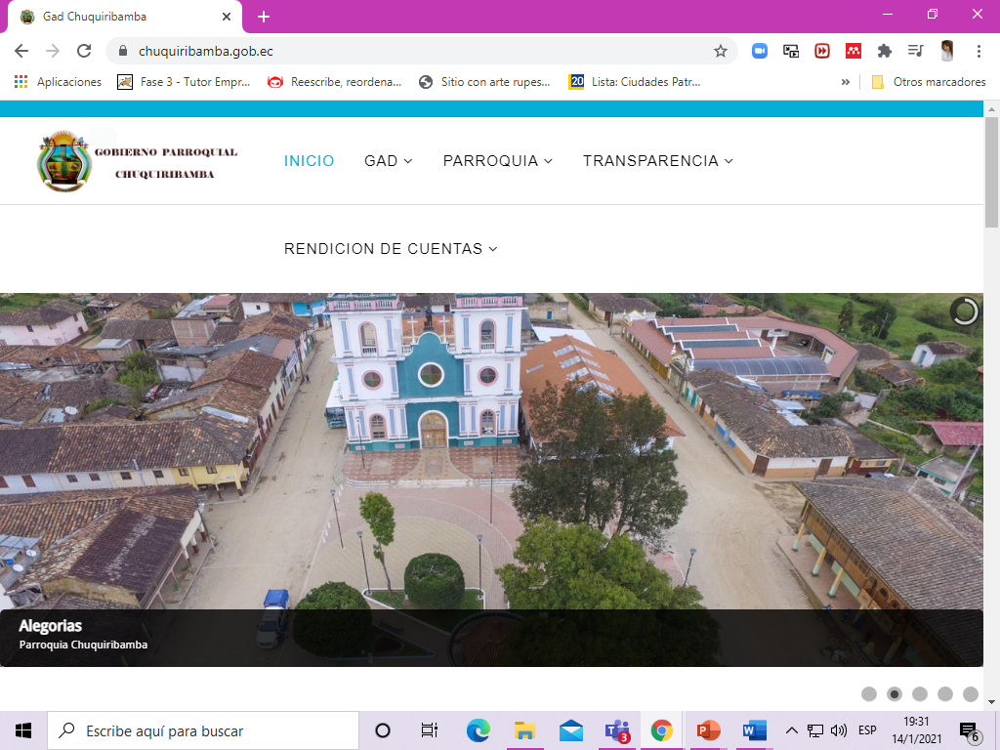 Gad Chuquiribamba
chuquiribamba.gob.ec
Aplicaciones
Fase 3 - Tutor Empr...
Reescribe, reordena...
Sitio con arte rupes...
20
Lista: Ciudades Patr...
»
Otros marcadores
GOBIERNO PARROQUIAL
CHUQUIRIBAMBA
INICIO
GAD
PARROQUIA
TRANSPARENCIA
RENDICION DE CUENTAS
Alegorias
Parroquia Chuquiribamba
Escribe aquí para buscar
3
ESP
19:31
14/1/2021
6